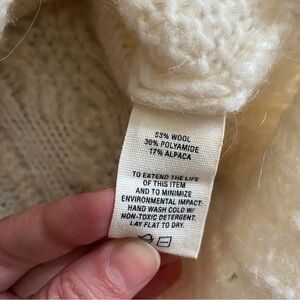 53% WOOL
30% POLYAMIDE
17% ALPACA
TO EXTEND THE LIFE
OF THIS ITEM
AND TO MINIMIZE
ENVIRONMENTAL IMPACT:
HAND WASH COLD W/
NON-TOXIC DETERGENT.
LAY FLAT TO DRY.